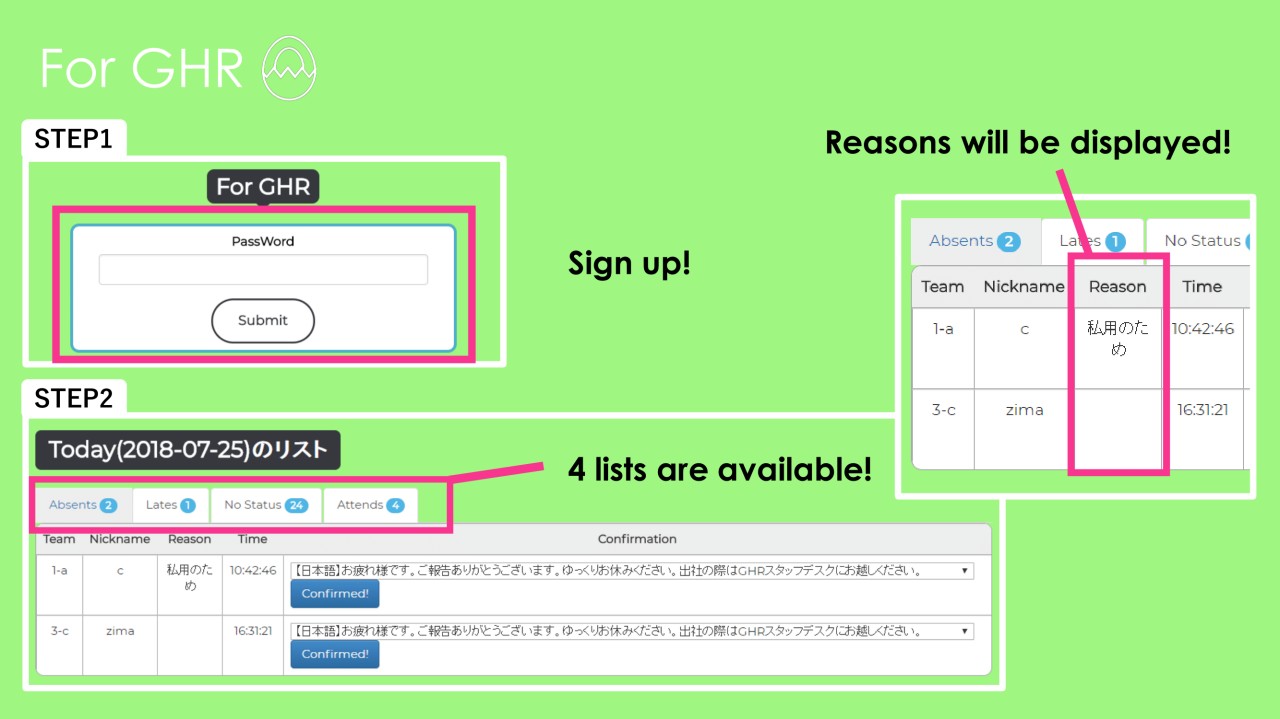 For GHR
STEP1
For GHR
PassWord
Submit
Sign up!
Reasons will be displayed!
Absents 2 Lates 1 No Status
Team Nickname Reason Time
1-a c 私用のた 10:42:46
め
3-c zima 16:31:21
STEP2
Today(2018-07-25)のリスト
4 lists are available!
Absents 2 Lates 1 No Status 24 Attends 4
Team Nickname Reason Time Confirmation
1-a c 私用のた 10:42:46 【日本語】お疲れ様です。ご報告ありがとうございます。ゆっくりお休みください。出社の際はGHRスタッフデスクにお越しください。
め Confirmed!
3-c zima 16:31:21 【日本語】お疲れ様です。ご報告ありがとうございます。ゆっくりお休みください。出社の際はGHRスタッフデスクにお越しください。
Confirmed!